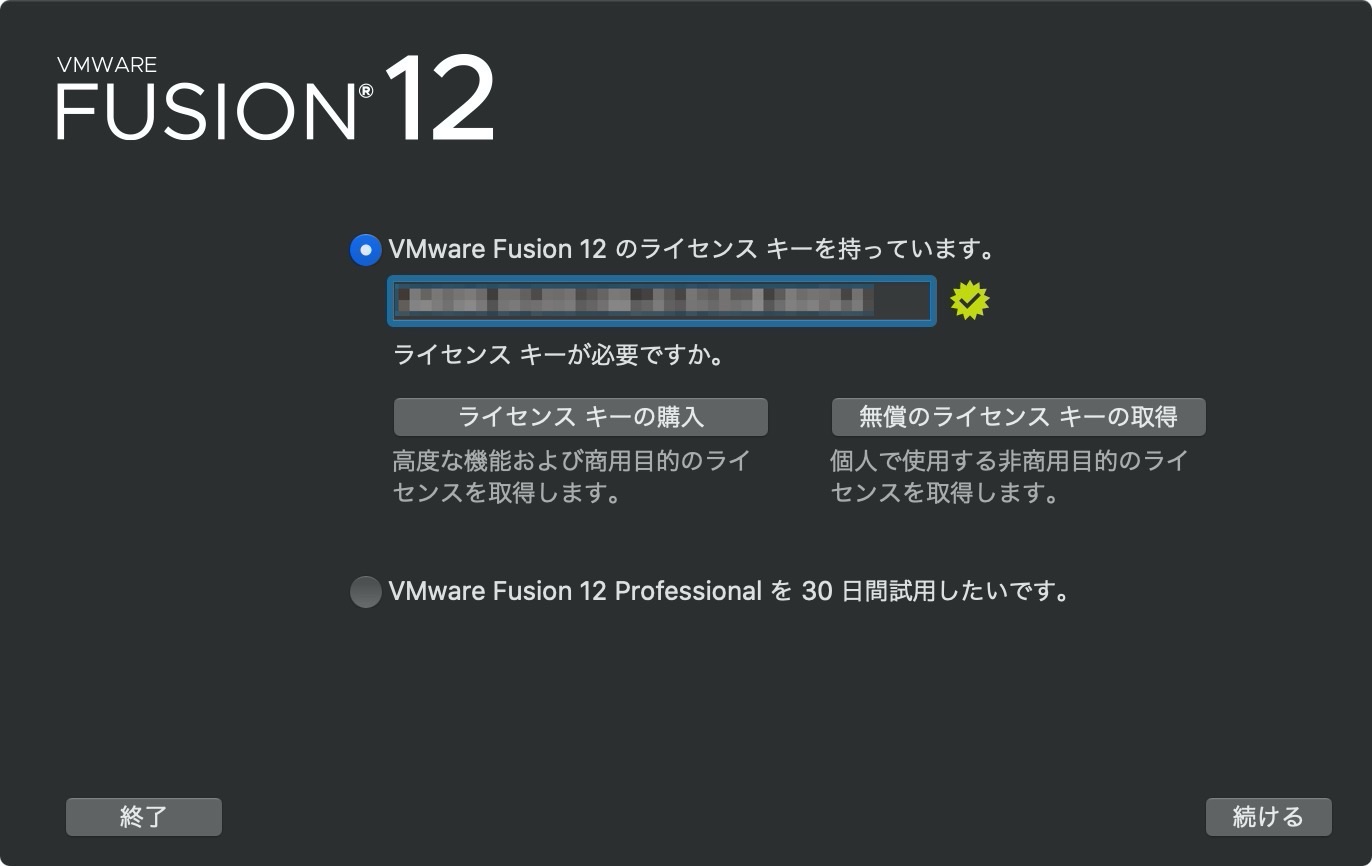 VMWARE
FUSION® 12
VMware Fusion 12 のライセンス キーを持っています。
ライセンス キーが必要ですか。
ライセンス キーの購入
高度な機能および商用目的のライ
センスを取得します。
無償のライセンス キーの取得
個人で使用する非商用目的のライ
センスを取得します。
VMware Fusion 12 Professional を 30 日間試用したいです。
終了
続ける